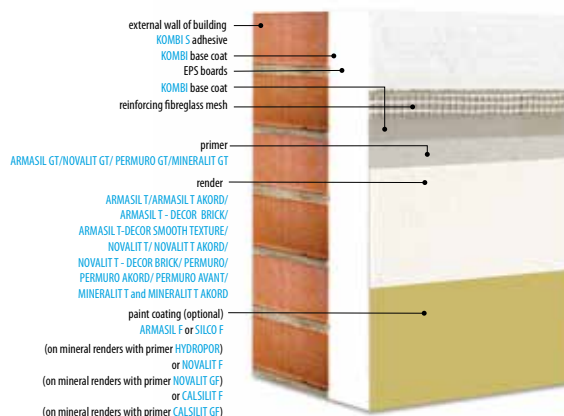 external wall of building
KOMBI S adhesive
KOMBI base coat
EPS boards
KOMBI base coat
reinforcing fibreglass mesh
primer
ARMASIL GT/NOVALIT GT/ PERMURO GT/MINERALIT GT
render
ARMASIL T/ARMASIL T AKORD/
ARMASIL T - DECOR BRICK/
ARMASIL T-DECOR SMOOTH TEXTURE/
NOVALIT T/ NOVALIT T AKORD/
NOVALIT T - DECOR BRICK/ PERMURO/
PERMURO AKORD/ PERMURO AVANT/
MINERALIT T and MINERALIT T AKORD
paint coating (optional)
ARMASIL F or SILCO F
(on mineral renders with primer HYDROPOR)
or NOVALIT F
(on mineral renders with primer NOVALIT GF)
or CALSILIT F
(on mineral renders with primer CALSILIT GF)